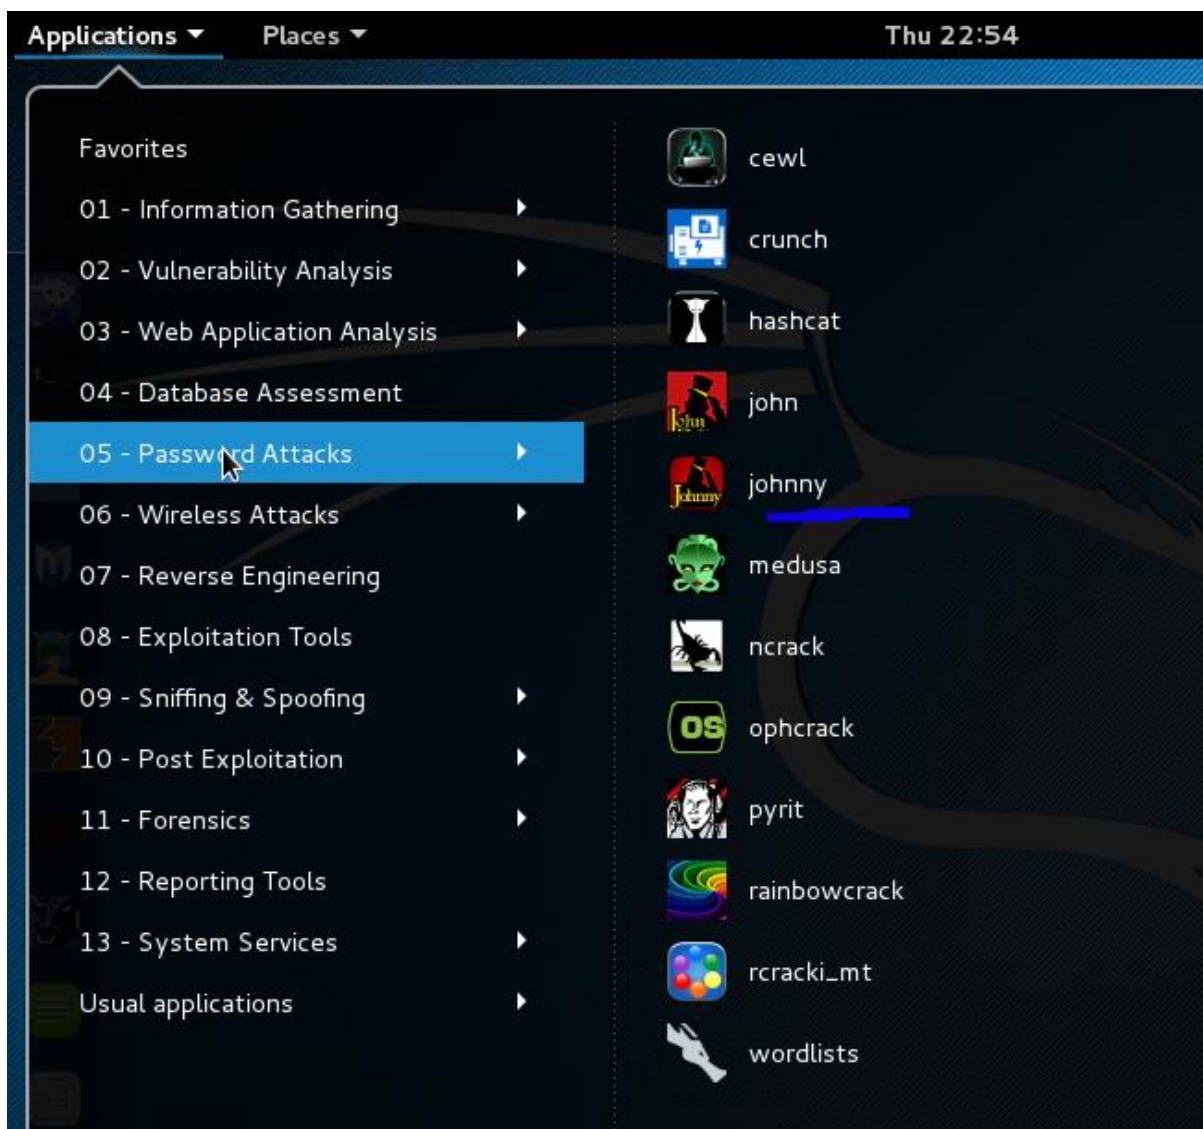 Applications Places Thu 22:54
Favorites
01 - Information Gathering
02 - Vulnerability Analysis
03 - Web Application Analysis
04 - Database Assessment
05 - Password Attacks
06 - Wireless Attacks
07 - Reverse Engineering
08 - Exploitation Tools
09 - Sniffing & Spoofing
10 - Post Exploitation
11 - Forensics
12 - Reporting Tools
13 - System Services
Usual applications
cewl
crunch
hashcat
John
john
Johnny
johnny
medusa
ncrack
OS
ophcrack
pyrit
rainbowcrack
rcracki_mt
wordlists